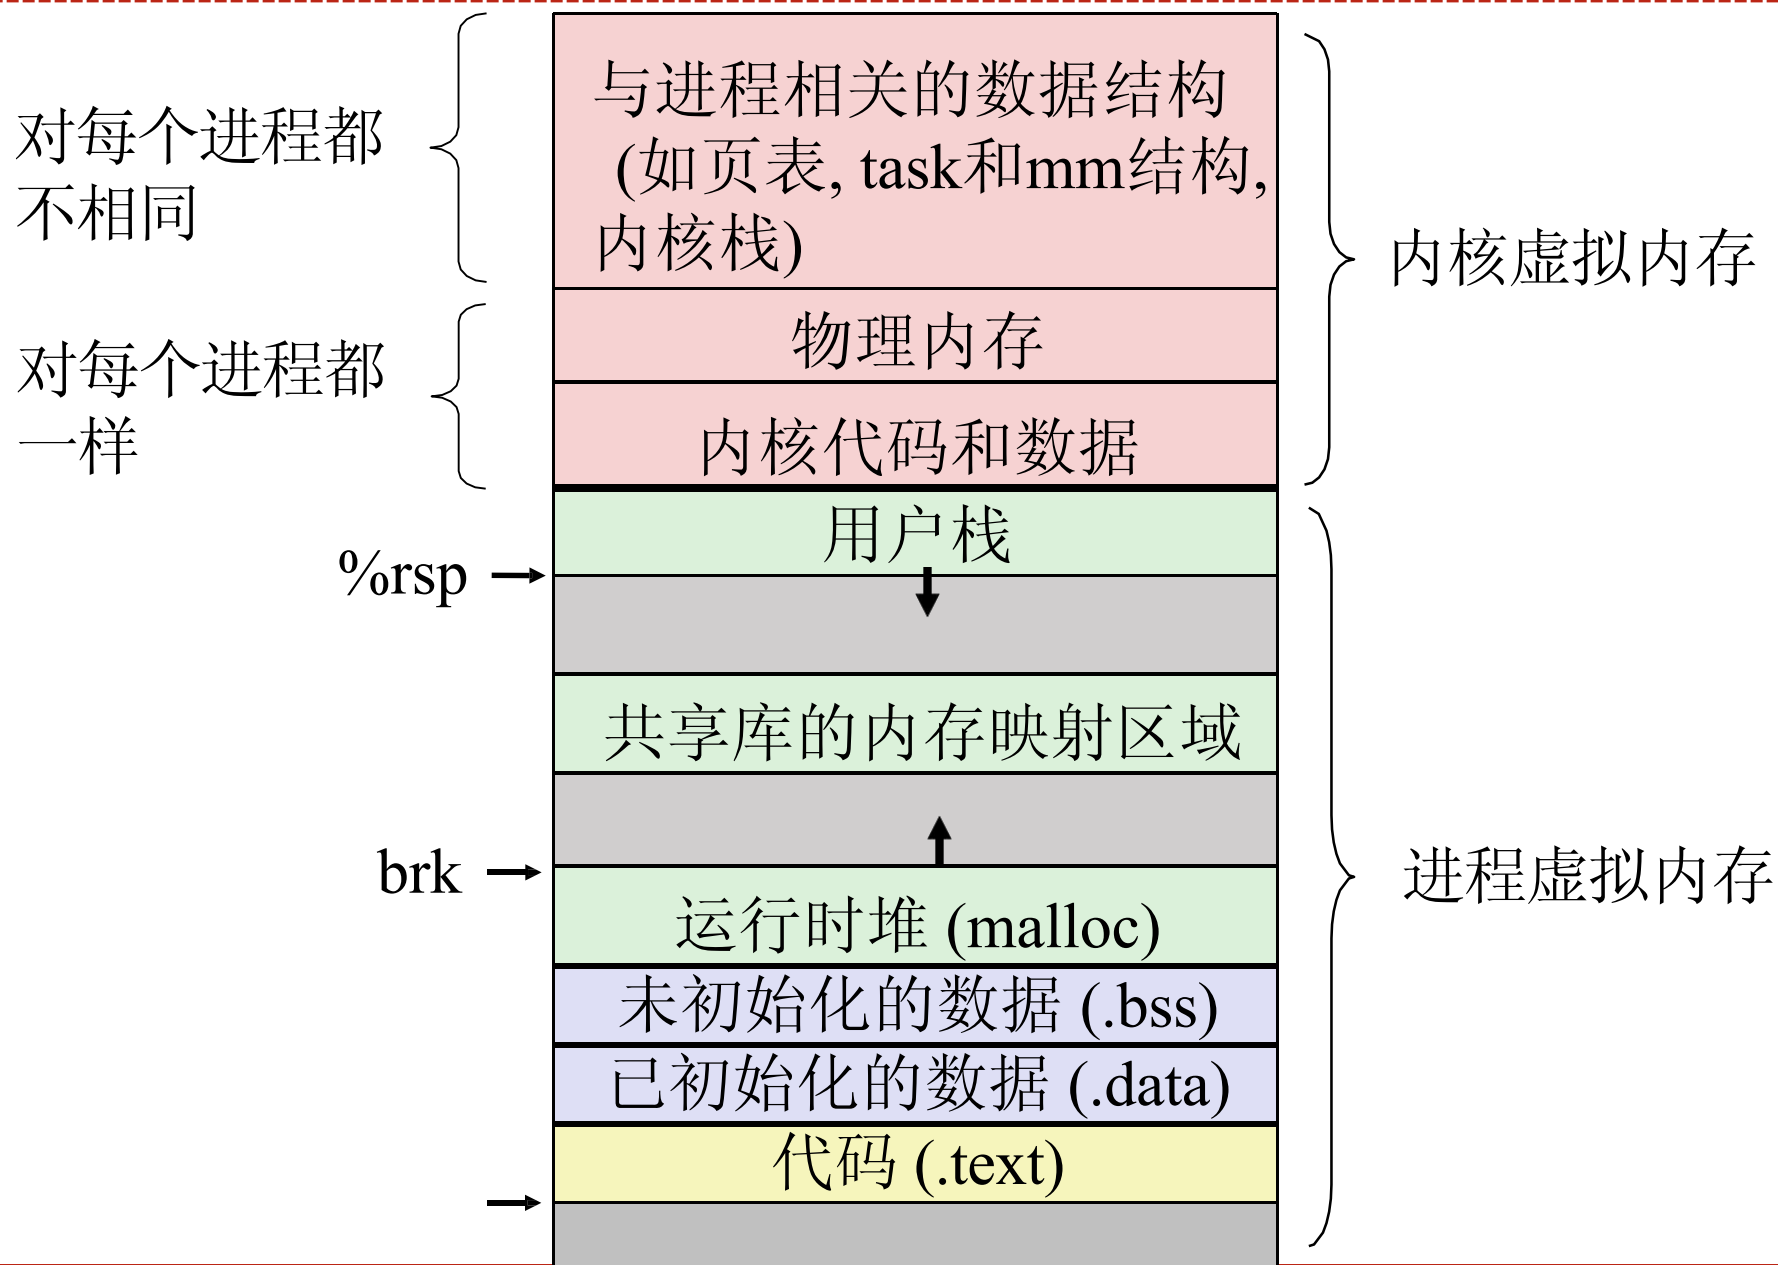 与进程相关的数据结构
(如页表, task和mm结构,
内核栈)
对每个进程都
不相同
内核虚拟内存
物理内存
对每个进程都
一样
内核代码和数据
用户栈
%rsp
共享库的内存映射区域
brk
进程虚拟内存
运行时堆 (malloc)
未初始化的数据 (.bss)
已初始化的数据 (.data)
代码 (.text)